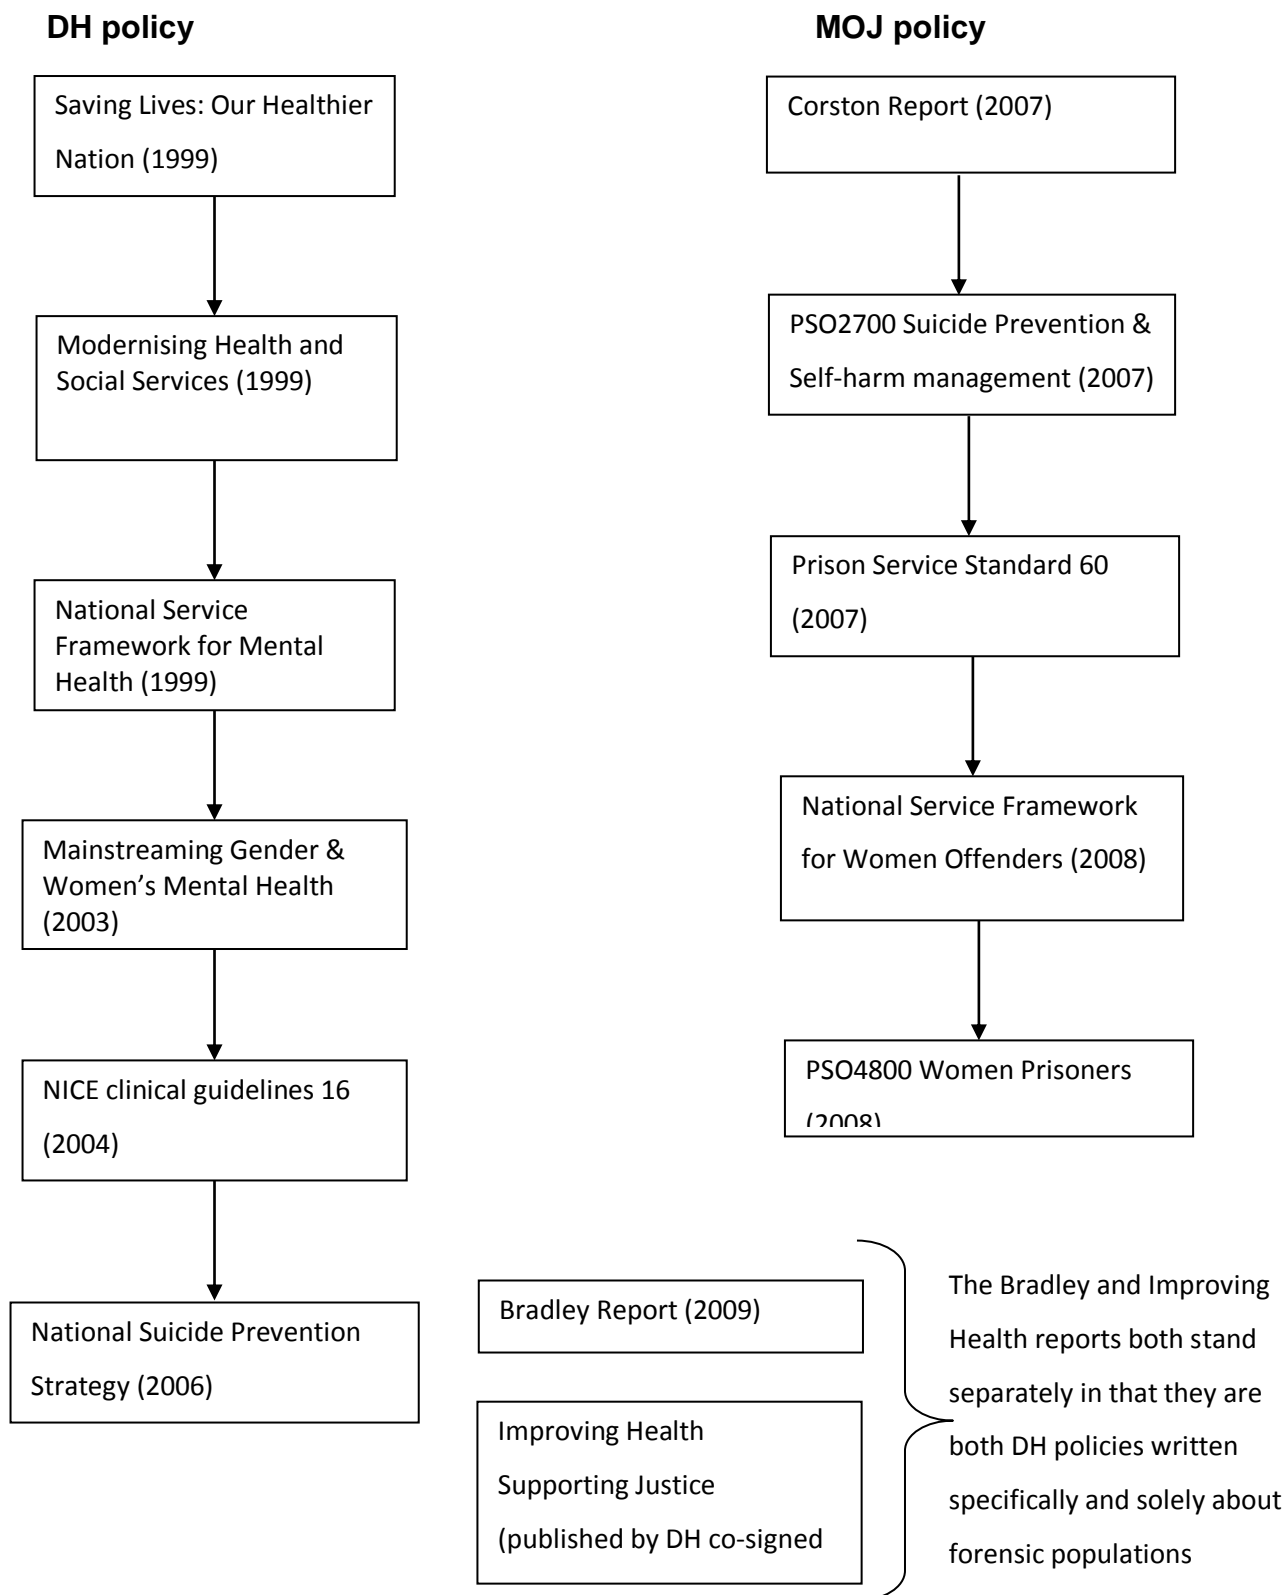 DH policy
Saving Lives: Our Healthier
Nation (1999)
Modernising Health and
Social Services (1999)
National Service
Framework for Mental
Health (1999)
Mainstreaming Gender &
Women’s Mental Health
(2003)
NICE clinical guidelines 16
(2004)
National Suicide Prevention
Strategy (2006)
MOJ policy
Corston Report (2007)
PSO2700 Suicide Prevention &
Self-harm management (2007)
Prison Service Standard 60
(2007)
National Service Framework
for Women Offenders (2008)
PSO4800 Women Prisoners
(2008)
Bradley Report (2009)
Improving Health
Supporting Justice
(published by DH co-signed
The Bradley and Improving
Health reports both stand
separately in that they are
both DH policies written
specifically and solely about
forensic populations